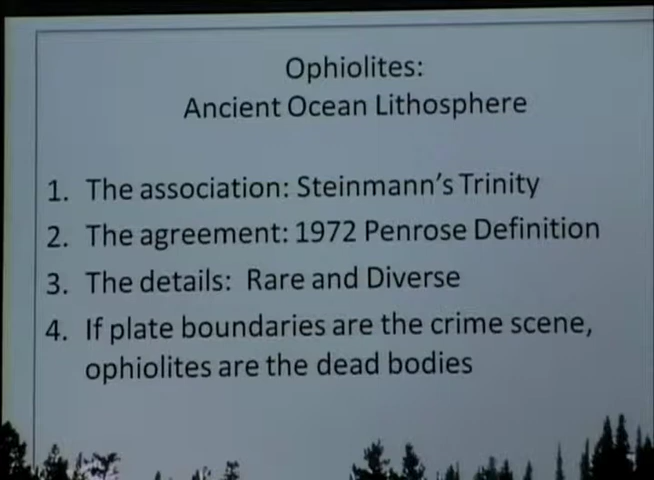 Ophiolites:
Ancient Ocean Lithosphere
1. The association: Steinmann's Trinity
2. The agreement: 1972 Penrose Definition
3. The details: Rare and Diverse
4. If plate boundaries are the crime scene,
ophiolites are the dead bodies